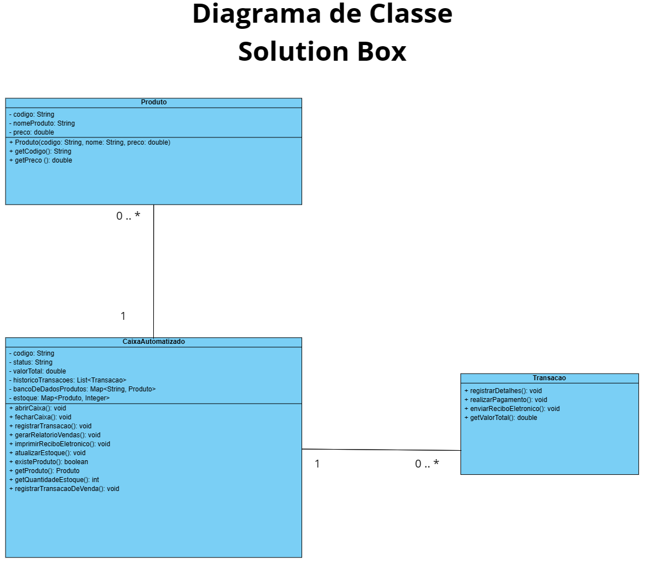 Diagrama de Classe
Solution Box
Produto
- codigo: String
- nomeProduto: String
- preco: double
+ Produto(codigo: String, nome: String, preco: double)
+ getCodigo(): String
+ getPreco (): double
0 .. *
1
CaixaAutomatizado
- codigo: String
- status: String
- valorTotal: double
- historicoTransacoes: List<Transacao>
- bancoDeDadosProdutos: Map<String, Produto>
- estoque: Map<Produto, Integer>
+ abrirCaixa(): void
+ fecharCaixa(): void
+ registrarTransacao(): void
+ gerarRelatorioVendas(): void
+ imprimirReciboEletronico(): void
+ atualizarEstoque(): void
+ existeProduto(): boolean
+ getProduto(): Produto
+ getQuantidadeEstoque(): int
+ registrarTransacaoDeVenda(): void
1
0 .. *
Transacao
+ registrarDetalhes(): void
+ realizarPagamento(): void
+ enviarReciboEletronico(): void
+ getValorTotal(): double